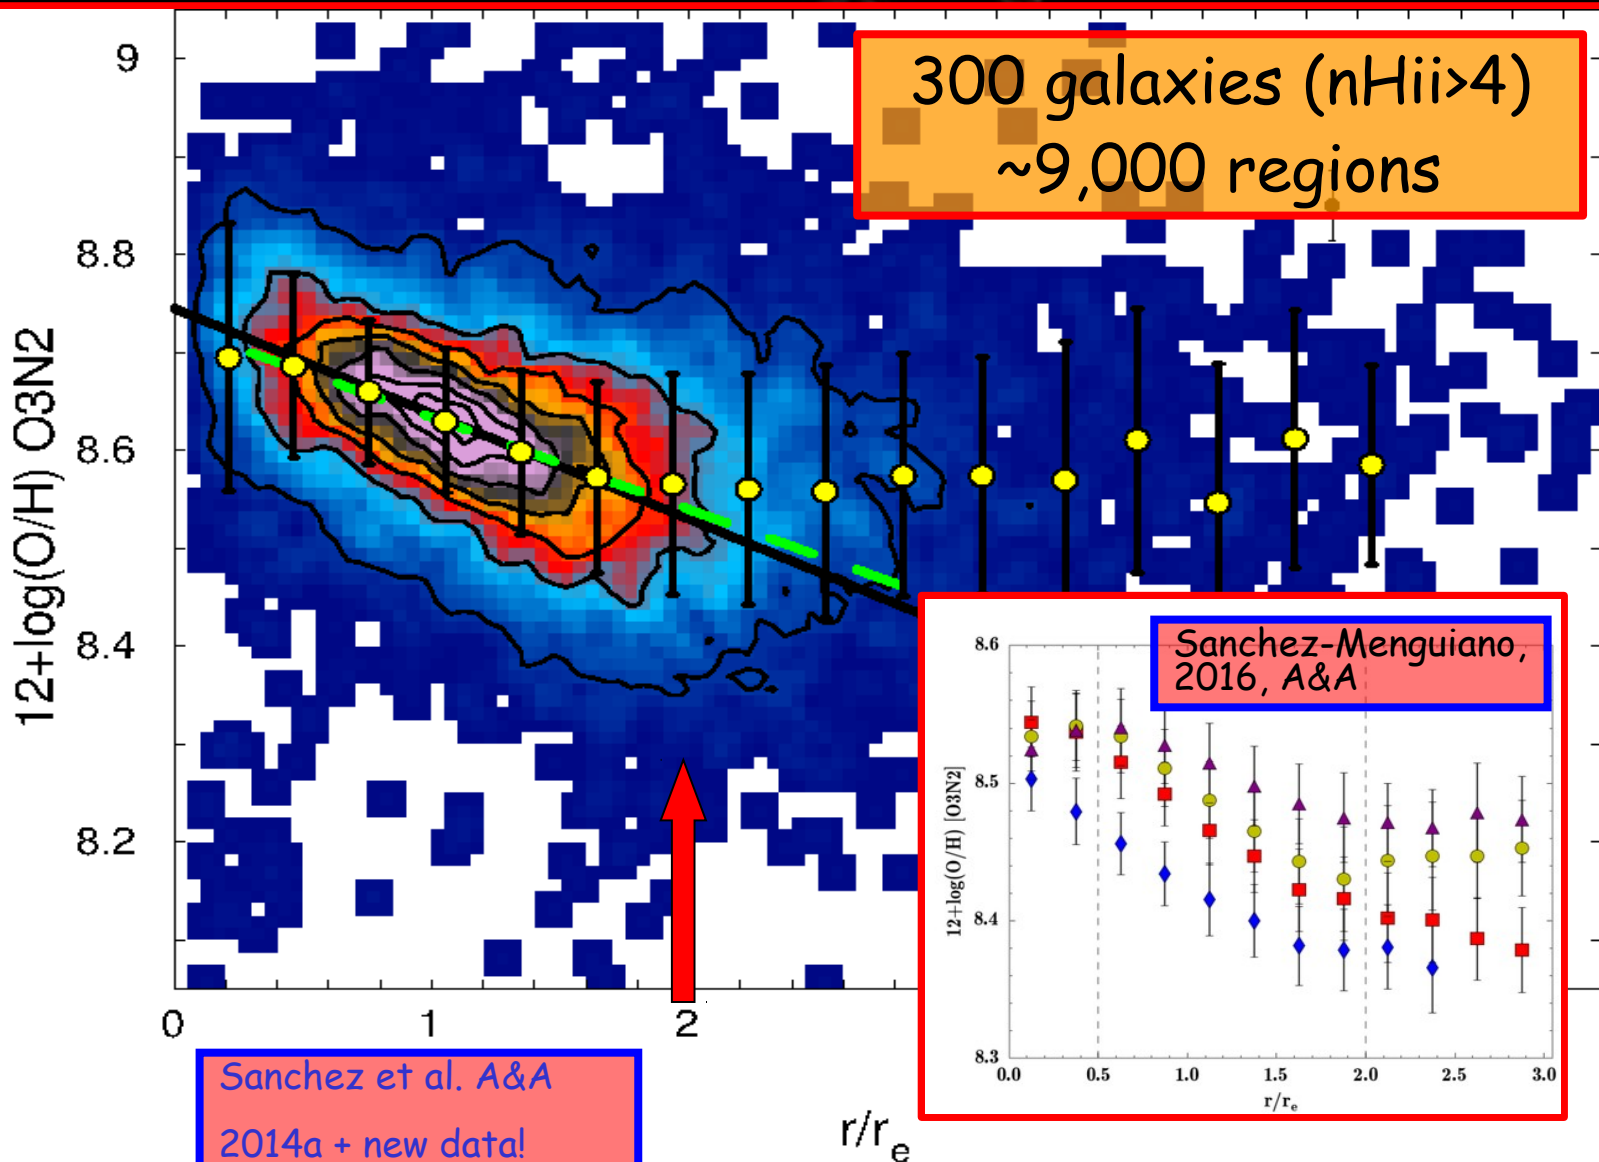 300 galaxies (nHii>4)
~9,000 regions
12+log(O/H) O3N2
9
8.8
8.6
8.4
8.2
0
1
2
r/re
Sanchez et al. A&A
2014a + new data!
Sanchez-Menguiano,
2016, A&A
12+log(O/H) [O3N2]
8.6
8.5
8.4
8.3
0.0
0.5
1.0
1.5
2.0
2.5
3.0
r/re